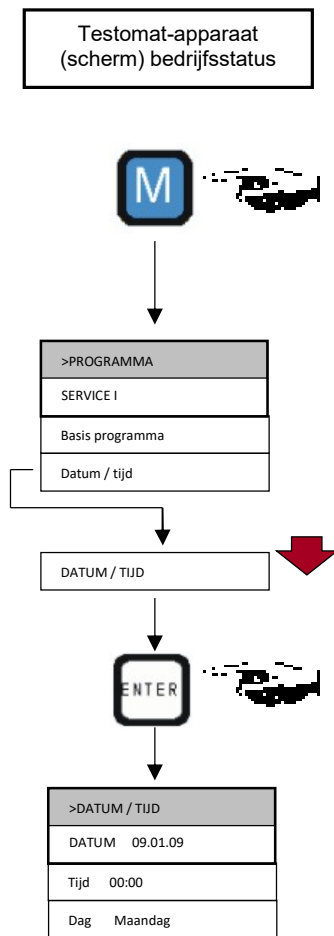 Testomat-apparaat
(scherm) bedrijfsstatus
M
>PROGRAMMA
SERVICE I
Basis programma
Datum / tijd
DATUM / TIJD
ENTER
>DATUM / TIJD
DATUM 09.01.09
Tijd 00:00
Dag Maandag